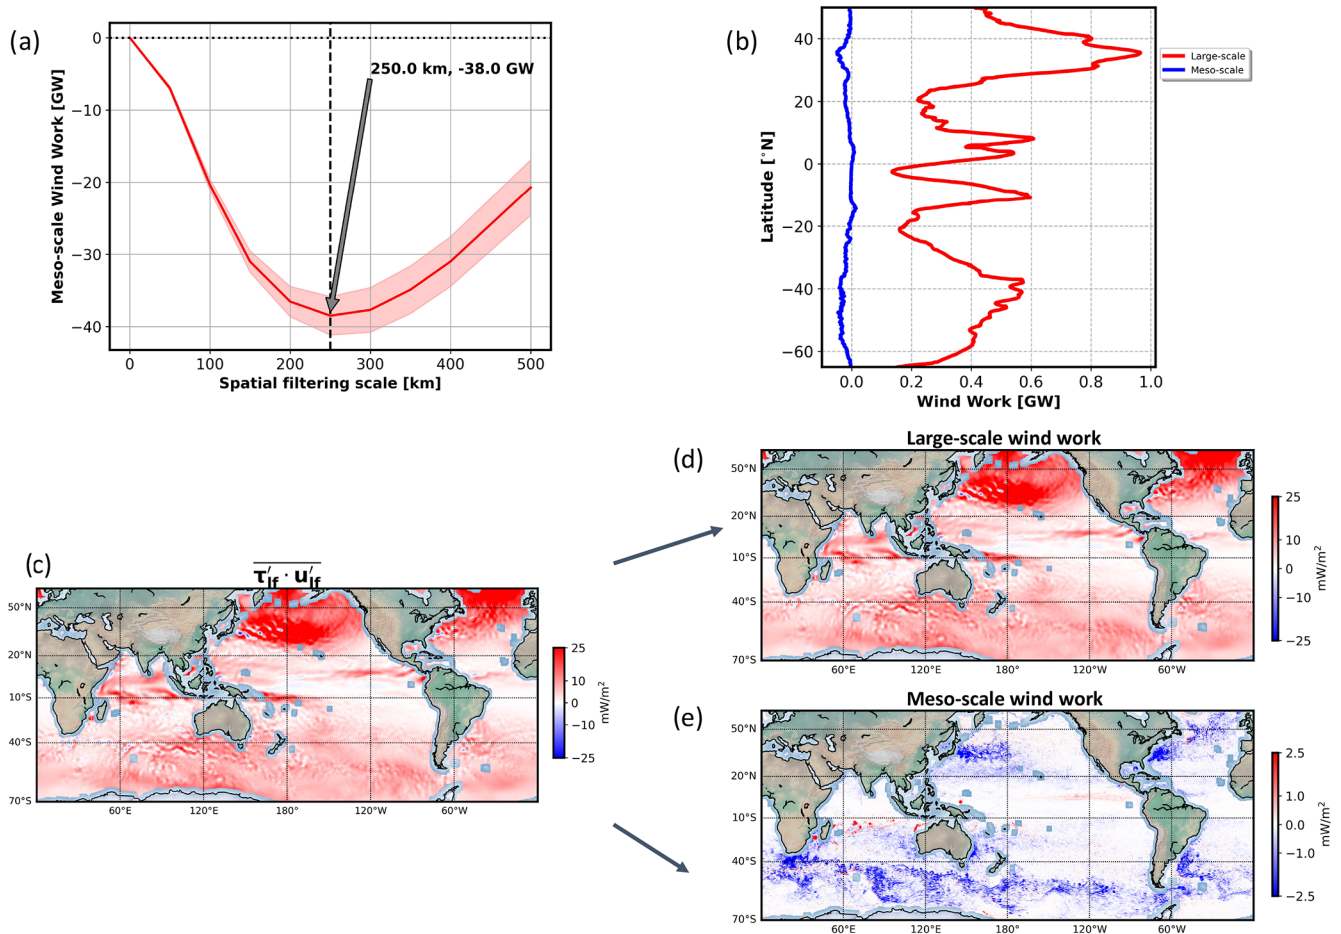 (a)
0
−10
−20
−30
−40
Meso-scale Wind Work [GW]
250.0 km, -38.0 GW
0
100
200
300
400
500
Spatial filtering scale [km]
(b)
40
20
0
−20
−40
−60
Latitude [°N]
0.0
0.2
0.4
0.6
0.8
1.0
Wind Work [GW]
Large-scale
Meso-scale
(c)
τ′lf · u′lf
50°N
20°N
10°S
40°S
70°S
60°E
120°E
180°
120°W
60°W
25
10
0
−10
−25
mW/m²
(d)
Large-scale wind work
50°N
20°N
10°S
40°S
70°S
60°E
120°E
180°
120°W
60°W
25
10
0
−10
−25
mW/m²
(e)
Meso-scale wind work
50°N
20°N
10°S
40°S
70°S
60°E
120°E
180°
120°W
60°W
2.5
1.0
0.0
−1.0
−2.5
mW/m²